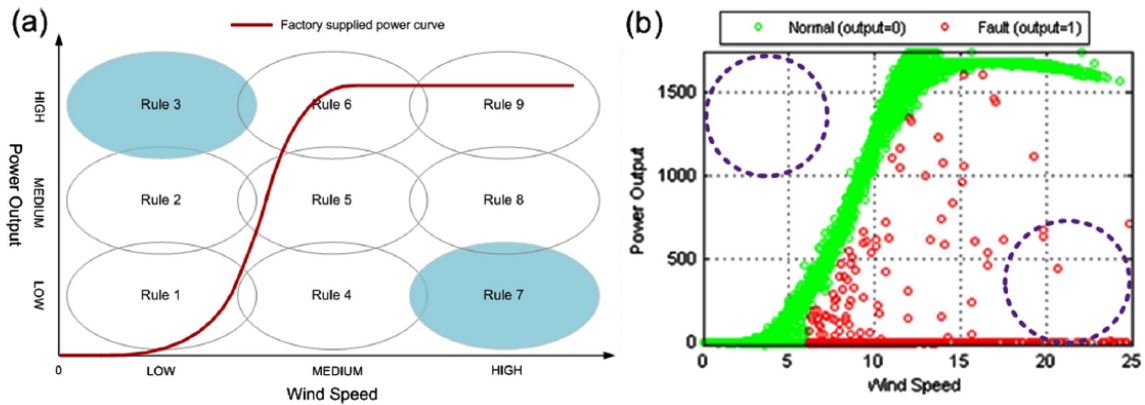 (a)
Factory supplied power curve
Power Output
HIGH
MEDIUM
LOW
Rule 3
Rule 6
Rule 9
Rule 2
Rule 5
Rule 8
Rule 1
Rule 4
Rule 7
0
LOW
MEDIUM
HIGH
Wind Speed
(b)
Normal (output=0)
Fault (output=1)
Power Output
1500
1000
500
0
0
5
10
15
20
25
Wind Speed